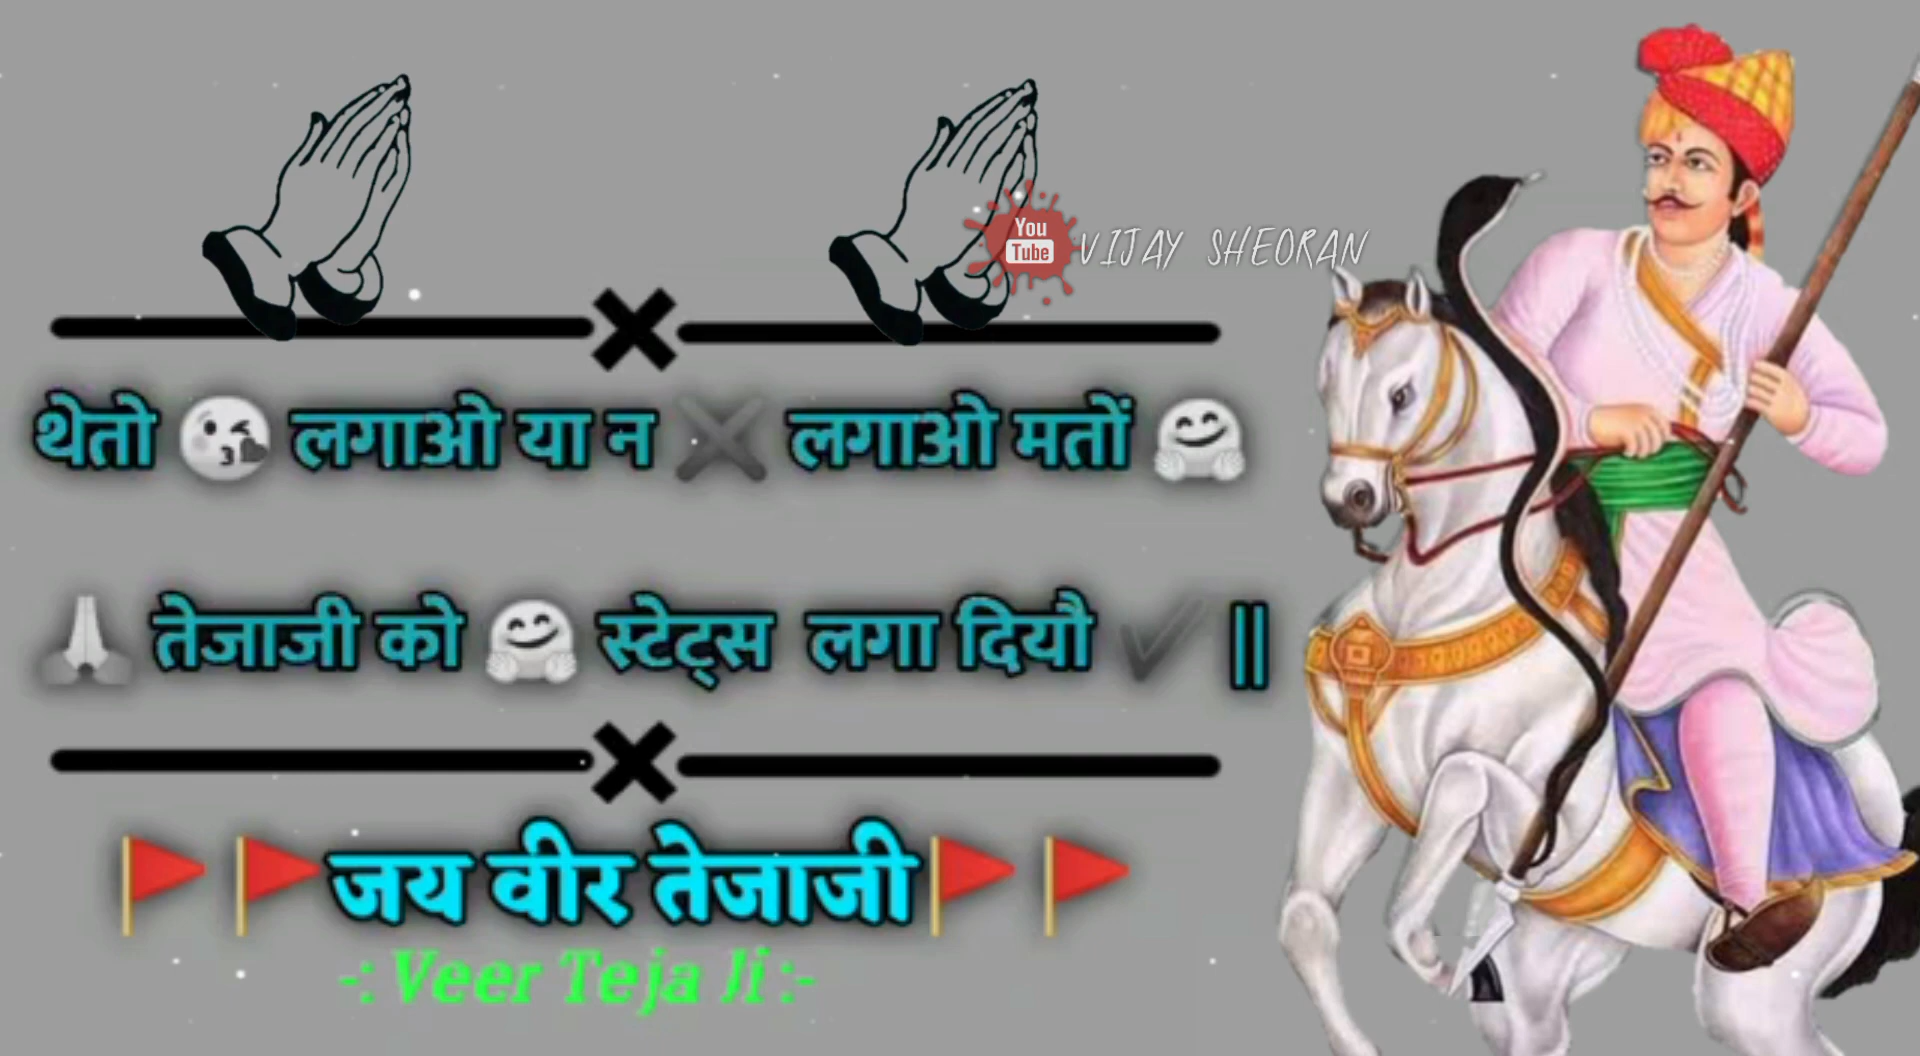 You
Tube
VIJAY SHEORAN
थेतो 😘 लगाओ या न ❌ लगाओ मतों 🤗
🙏 तेजाजी को 🤗 स्टेट्स लगा दियौ ✔ ||
🚩🚩जय वीर तेजाजी🚩🚩
-: Veer Teja Ji :-